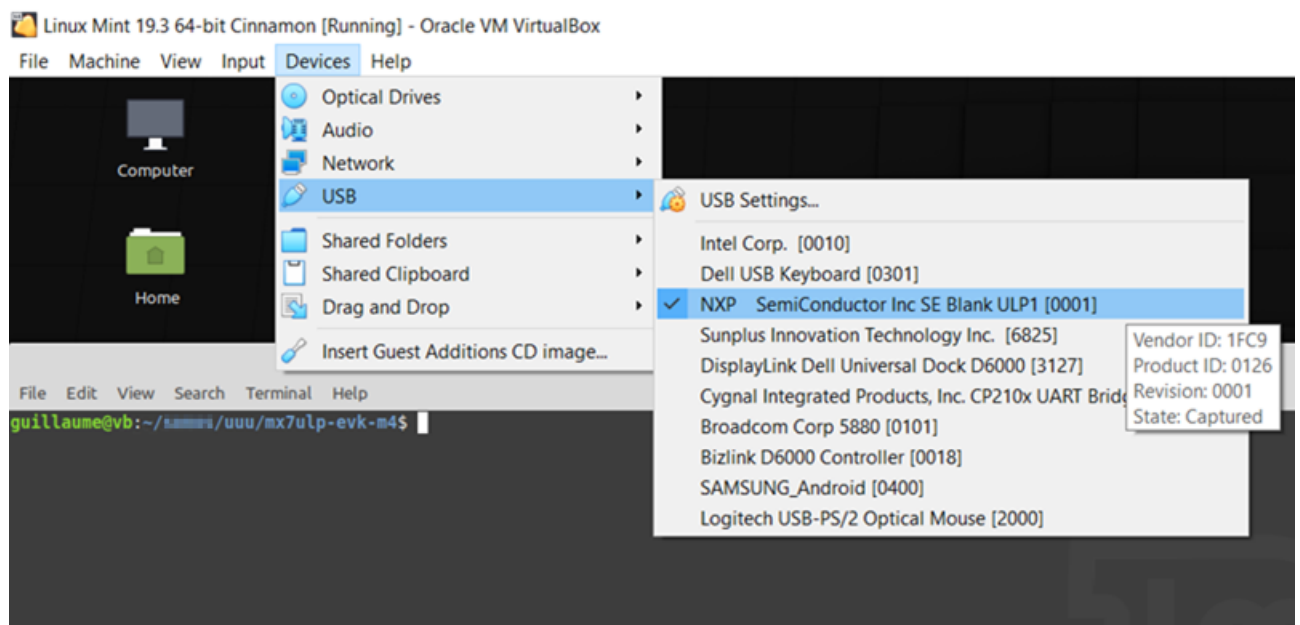 Linux Mint 19.3 64-bit Cinnamon [Running] - Oracle VM VirtualBox
File Machine View Input Devices Help
Computer
Home
Optical Drives
Audio
Network
USB
Shared Folders
Shared Clipboard
Drag and Drop
Insert Guest Additions CD image...
USB Settings...
Intel Corp. [0010]
Dell USB Keyboard [0301]
NXP SemiConductor Inc SE Blank ULP1 [0001]
Sunplus Innovation Technology Inc. [6825]
DisplayLink Dell Universal Dock D6000 [3127]
Cygnal Integrated Products, Inc. CP210x UART
Broadcom Corp 5880 [0101]
Bizlink D6000 Controller [0018]
SAMSUNG_Android [0400]
Logitech USB-PS/2 Optical Mouse [2000]
Vendor ID: 1FC9
Product ID: 0126
Revision: 0001
State: Captured
File Edit View Search Terminal Help
guillaume@vb:~/ /uuu/mx7ulp-evk-m4$